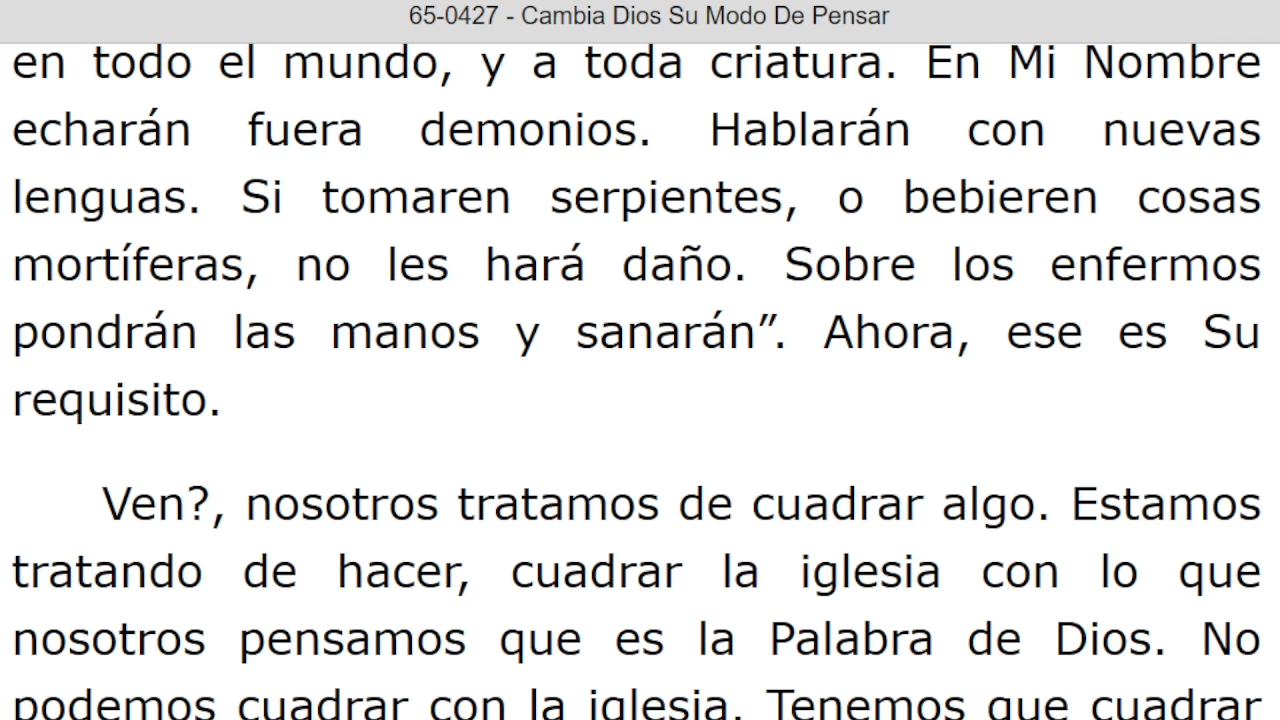 65-0427 - Cambia Dios Su Modo De Pensar
en todo el mundo, y a toda criatura. En Mi Nombre
echarán fuera demonios. Hablarán con nuevas
lenguas. Si tomaren serpientes, o bebieren cosas
mortíferas, no les hará daño. Sobre los enfermos
pondrán las manos y sanarán”. Ahora, ese es Su
requisito.
Ven?, nosotros tratamos de cuadrar algo. Estamos
tratando de hacer, cuadrar la iglesia con lo que
nosotros pensamos que es la Palabra de Dios. No
podemos cuadrar con la iglesia. Tenemos que cuadrar